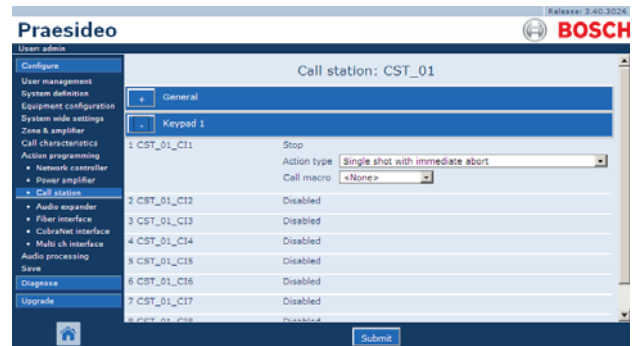 Release: 3.40.3026
Praesideo
BOSCH
User: admin
Configure
User management
System definition
Equipment configuration
System wide settings
Zone & amplifier
Call characteristics
Action programming
• Network controller
• Power amplifier
• Call station
• Audio expander
• Fiber interface
• CobraNet interface
• Multi ch interface
Audio processing
Save
Diagnose
Upgrade
Call station: CST_01
+ General
- Keypad 1
1 CST_01_CI1 Stop
Action type Single shot with immediate abort
Call macro <None>
2 CST_01_CI2 Disabled
3 CST_01_CI3 Disabled
4 CST_01_CI4 Disabled
5 CST_01_CI5 Disabled
6 CST_01_CI6 Disabled
7 CST_01_CI7 Disabled
8 CST_01_CI8 Disabled
Submit